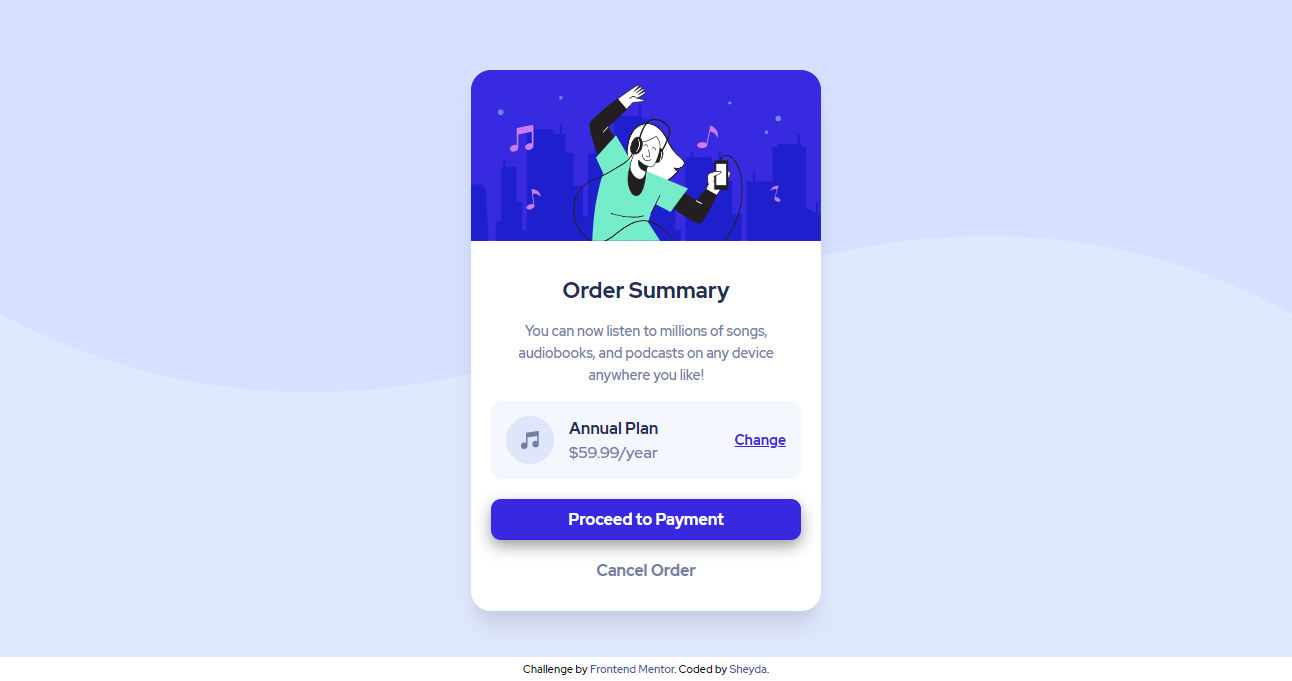 Order Summary
You can now listen to millions of songs,
audiobooks, and podcasts on any device
anywhere you like!
Annual Plan
$59.99/year
Change
Proceed to Payment
Cancel Order
Challenge by Frontend Mentor. Coded by Sheyda.